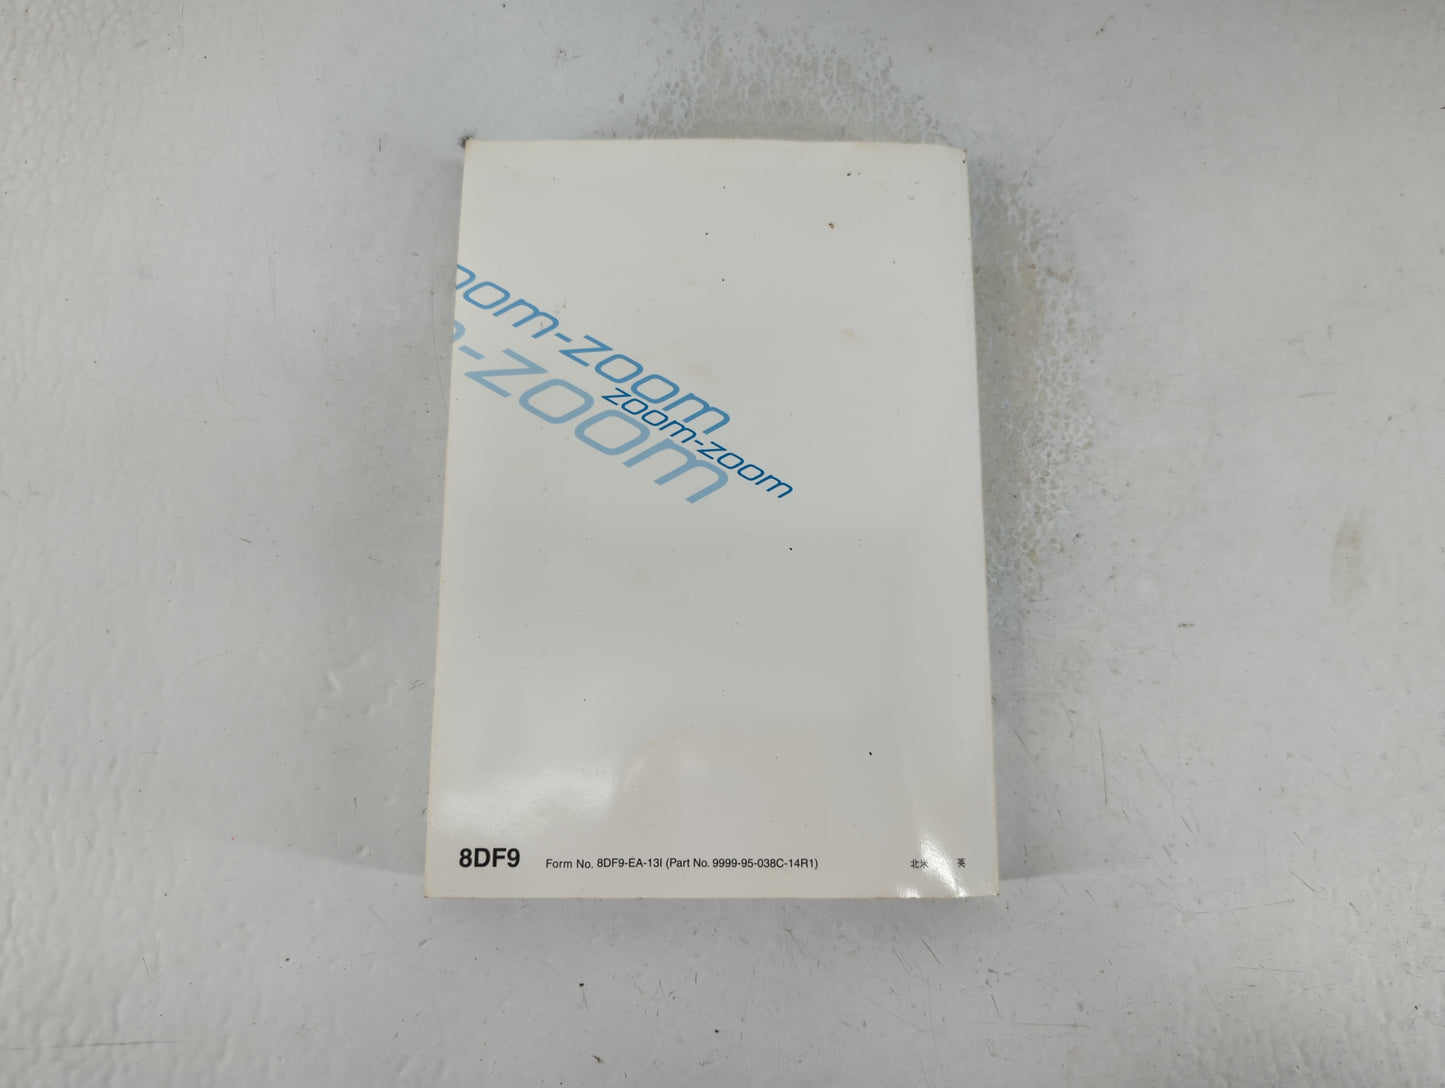 oom-zoom
-zoom
zoom-zoom
8DF9 Form No. 8DF9-EA-13I (Part No. 9999-95-038C-14R1) 北米 英